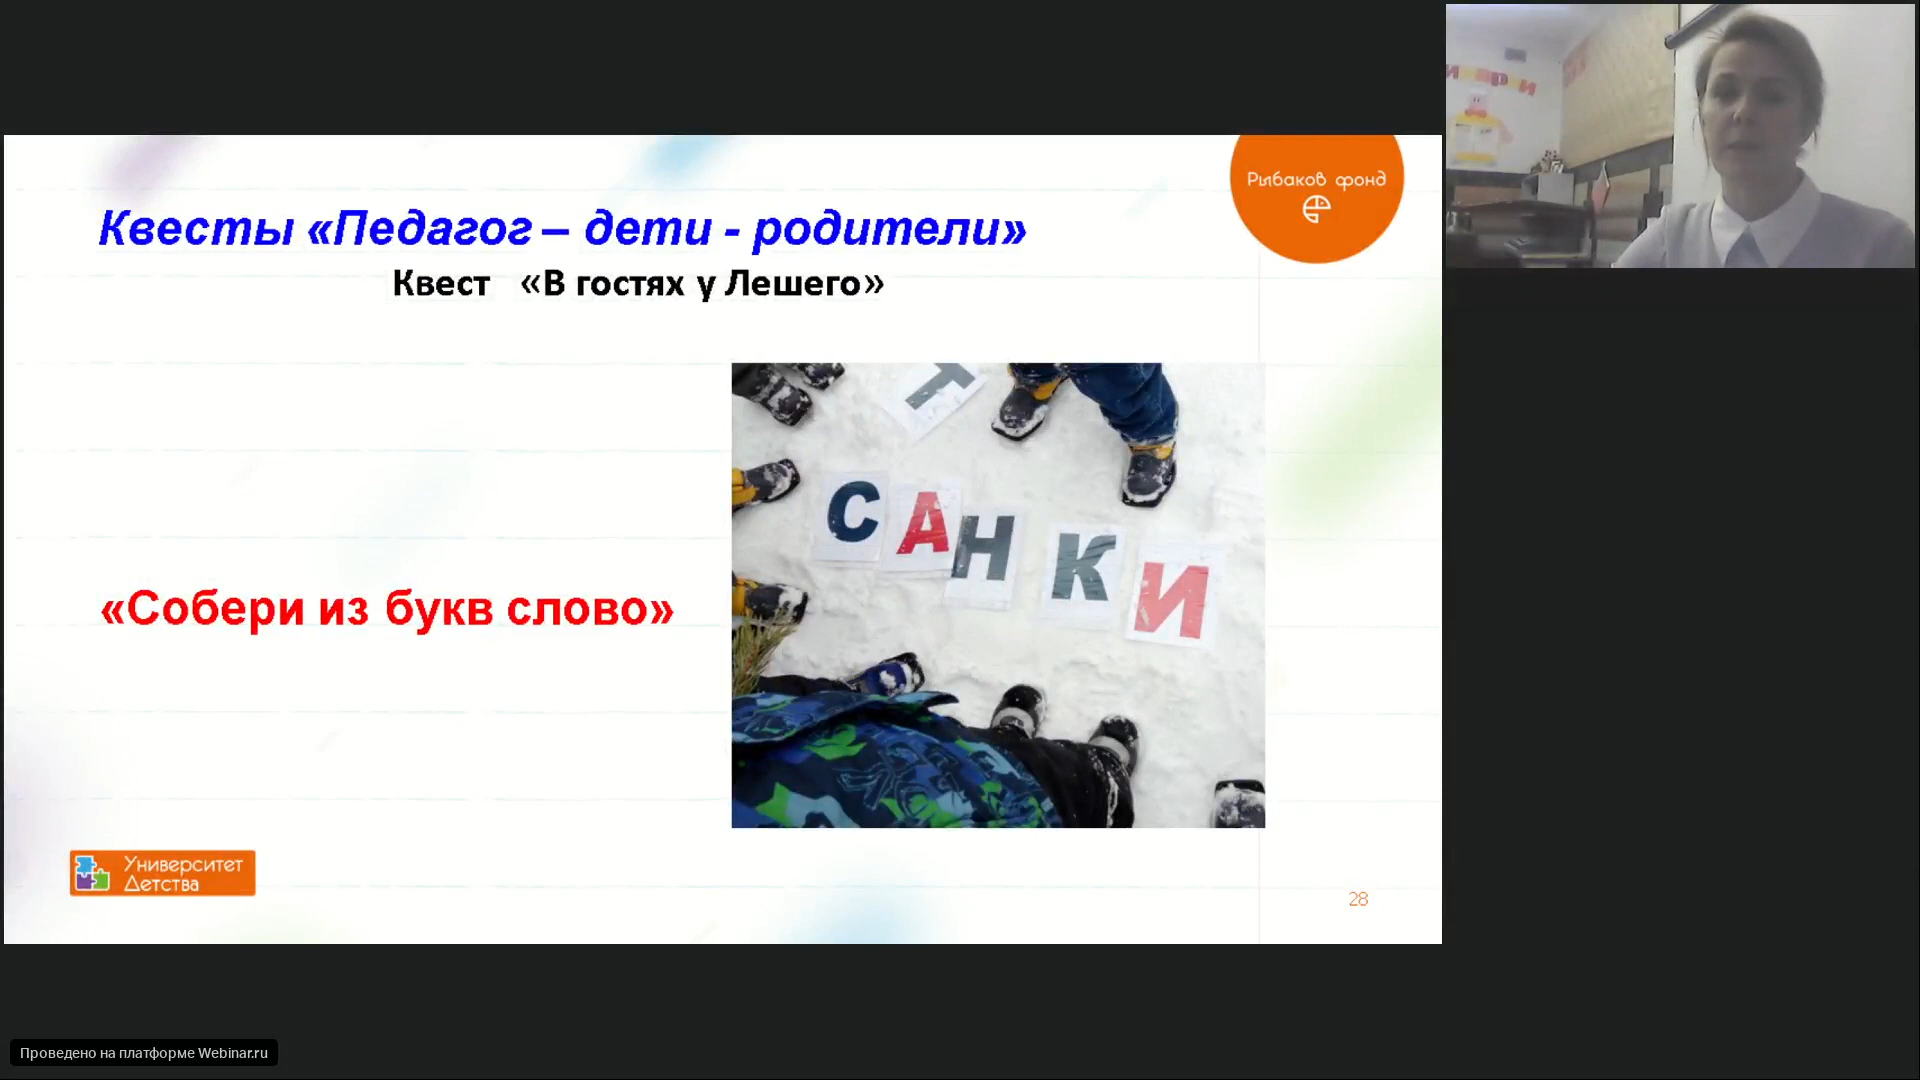 Рыбаков фонд
Квесты «Педагог – дети - родители»
Квест «В гостях у Лешего»
Т
САНКИ
«Собери из букв слово»
Университет
Детства
28
Проведено на платформе Webinar.ru